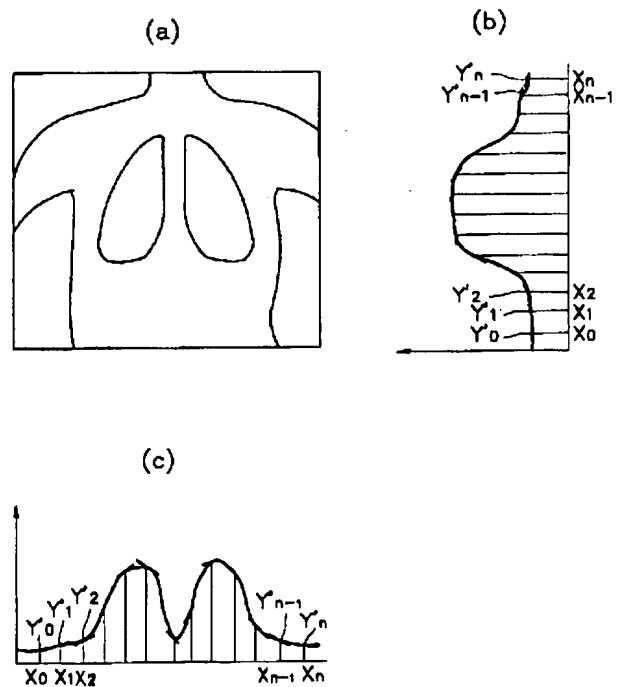 (a)
(b)
Y'n
Xn
Y'n-1
Xn-1
Y'2
X2
Y'1
X1
Y'0
X0
(c)
Y'0
Y'1
Y'2
Y'n-1
Y'n
X0 X1 X2
Xn-1 Xn